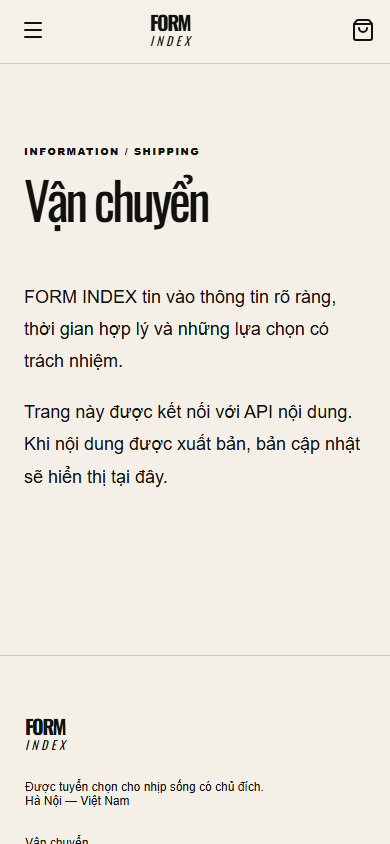 FORM
INDEX
INFORMATION / SHIPPING
Vận chuyển
FORM INDEX tin vào thông tin rõ ràng,
thời gian hợp lý và những lựa chọn có
trách nhiệm.
Trang này được kết nối với API nội dung.
Khi nội dung được xuất bản, bản cập nhật
sẽ hiển thị tại đây.
FORM
INDEX
Được tuyển chọn cho nhịp sống có chủ đích.
Hà Nội — Việt Nam
Vận chuyển